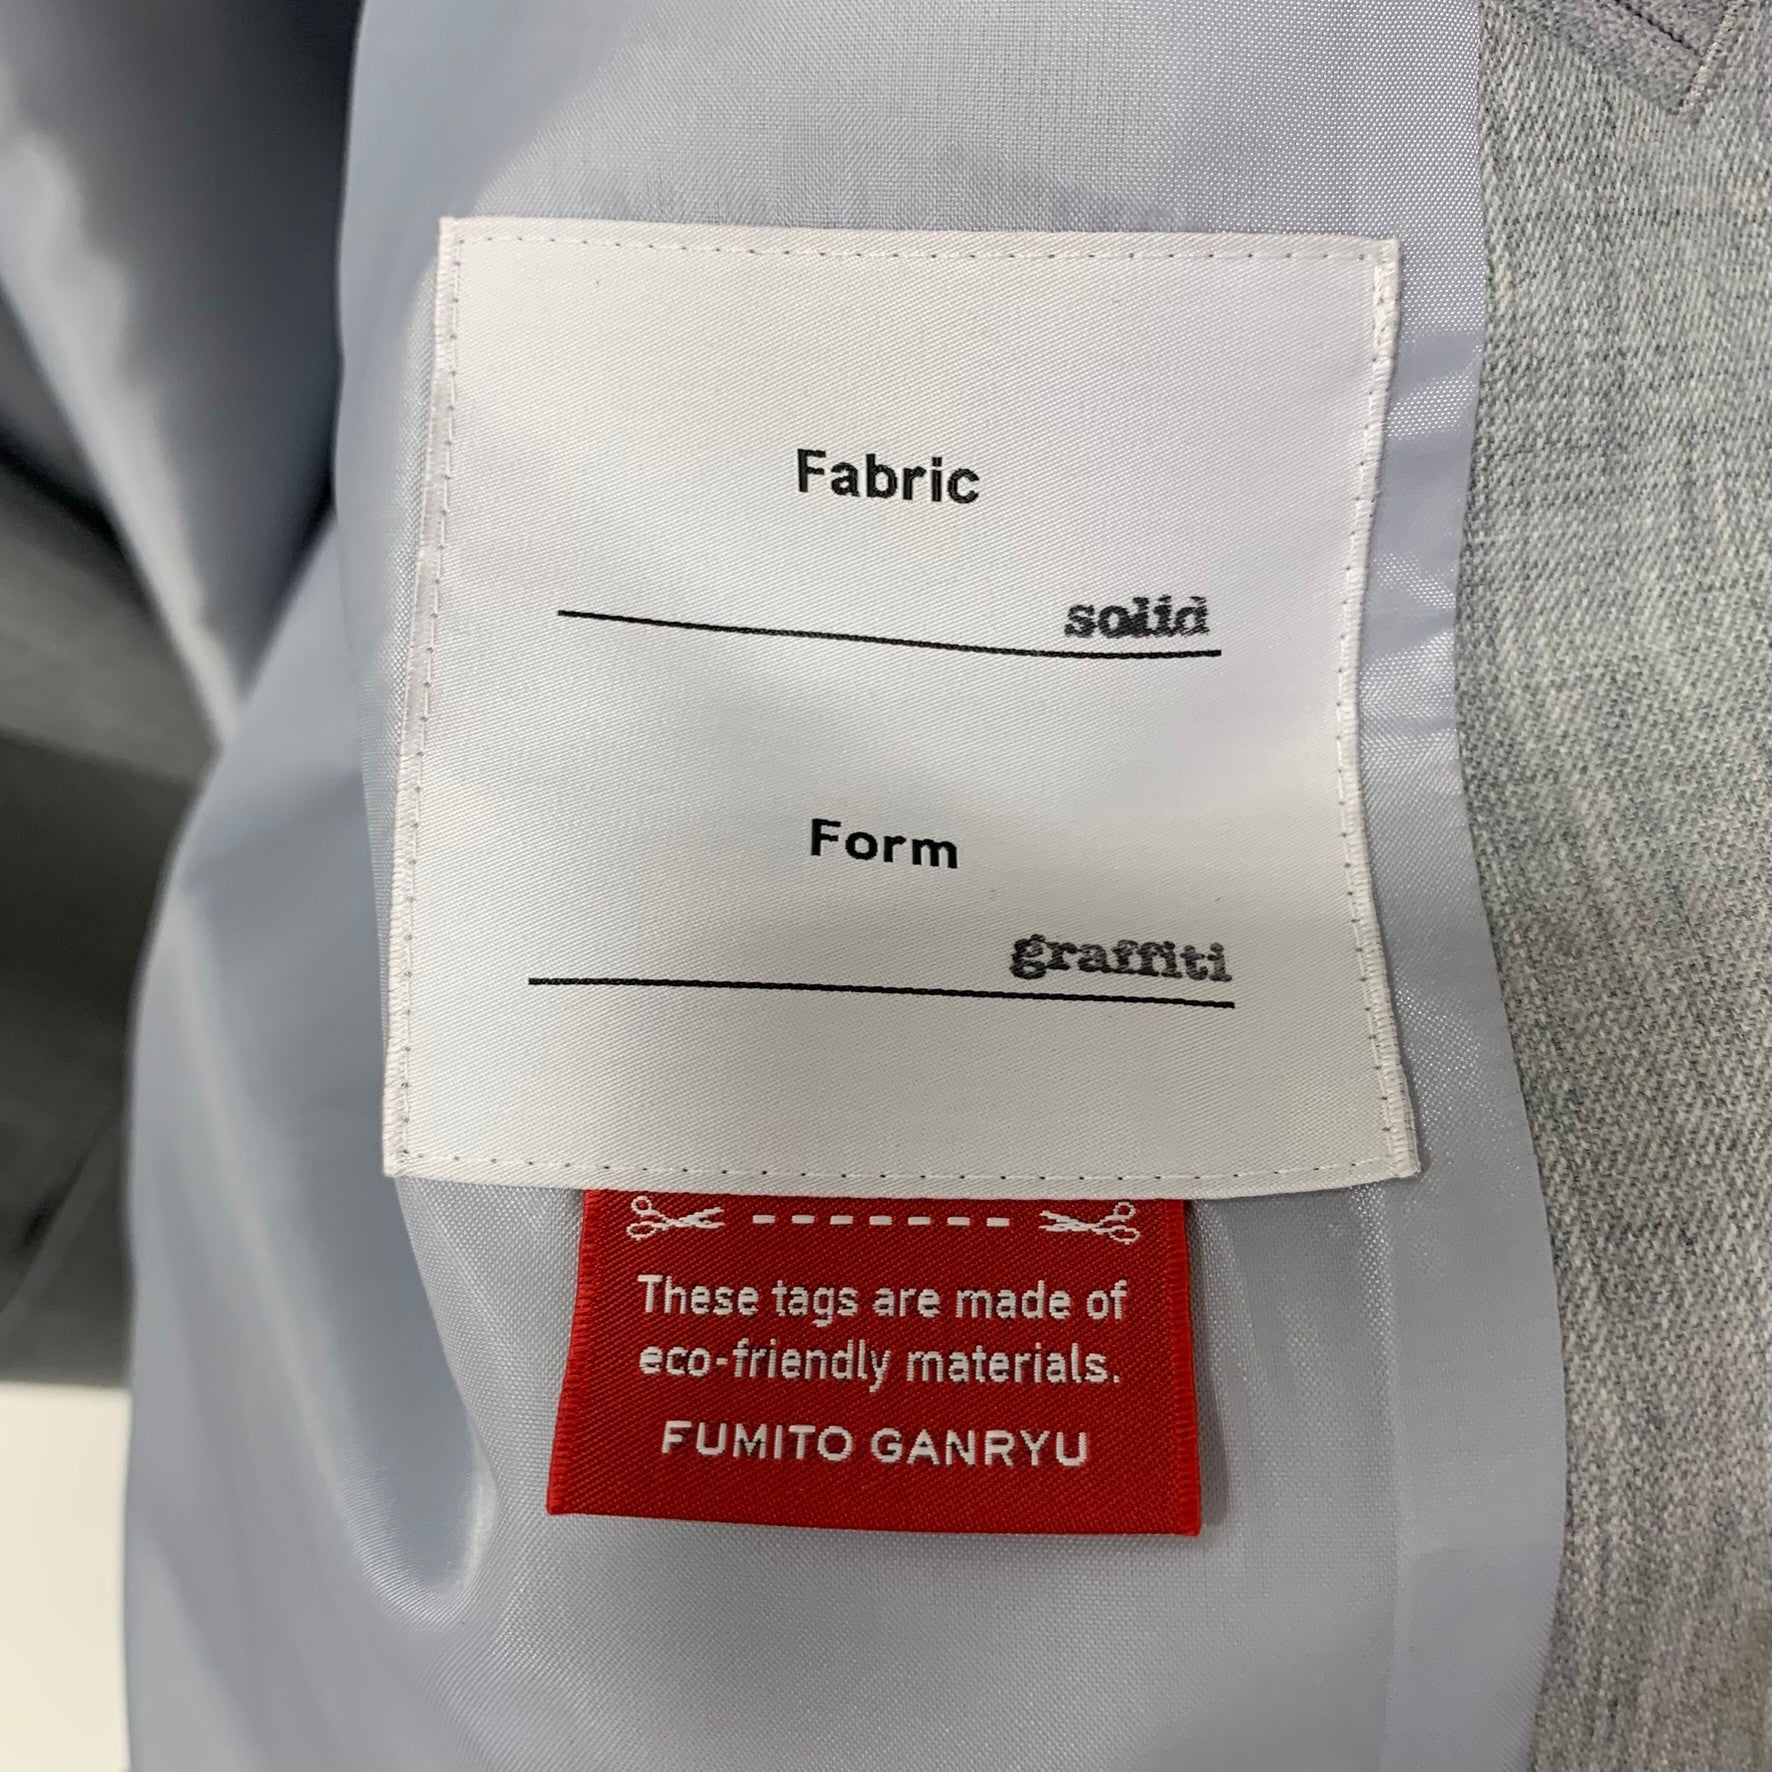 Fabric
solid
Form
graffiti
These tags are made of
eco-friendly materials.
FUMITO GANRYU